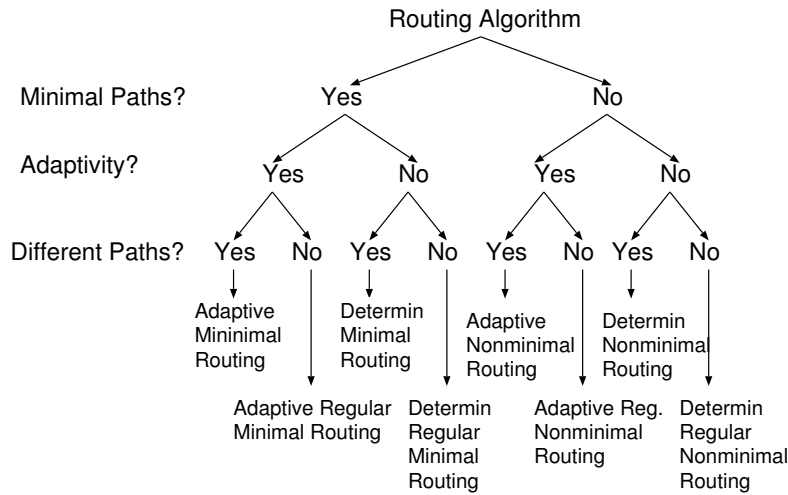 Routing Algorithm
Minimal Paths? Yes No
Adaptivity? Yes No Yes No
Different Paths? Yes No Yes No Yes No Yes No
Adaptive
Mininimal
Routing
Determin
Minimal
Routing
Adaptive
Nonminimal
Routing
Determin
Nonminimal
Routing
Adaptive Regular
Minimal Routing
Determin
Regular
Minimal
Routing
Adaptive Reg.
Nonminimal
Routing
Determin
Regular
Nonminimal
Routing